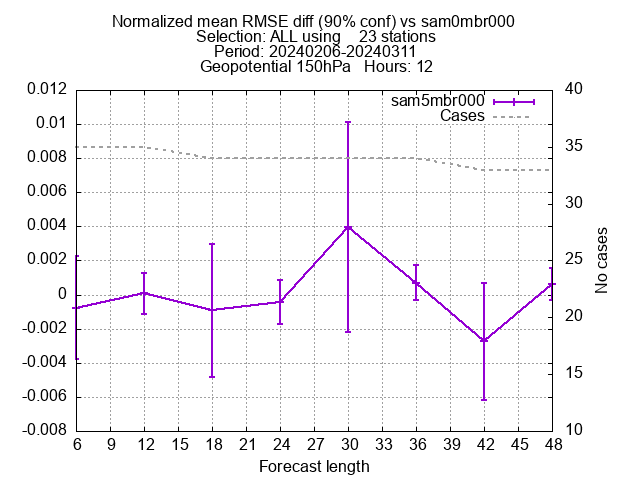 Normalized mean RMSE diff (90% conf) vs sam0mbr000
Selection: ALL using    23 stations
Period: 20240206-20240311
Geopotential 150hPa   Hours: 12
sam5mbr000
Cases
0.012
0.01
0.008
0.006
0.004
0.002
0
-0.002
-0.004
-0.006
-0.008
40
35
30
25
20
15
10
No cases
6 9 12 15 18 21 24 27 30 33 36 39 42 45 48
Forecast length